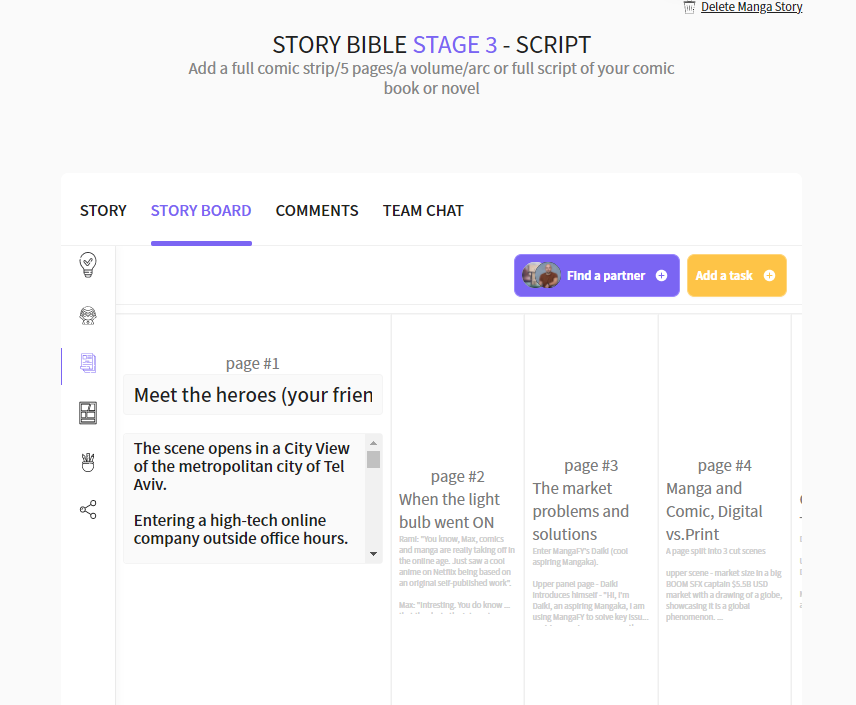 Delete Manga Story
STORY BIBLE STAGE 3 - SCRIPT
Add a full comic strip/5 pages/a volume/arc or full script of your comic
book or novel
STORY
STORY BOARD
COMMENTS
TEAM CHAT
Find a partner
Add a task
page #1
Meet the heroes (your frien
The scene opens in a City View
of the metropolitan city of Tel
Aviv.
Entering a high-tech online
company outside office hours.
page #2
When the light
bulb went ON
Rami: "You know, Max, comics
and manga are really taking off in
the online age. Just saw a cool
anime on Netflix being based on
an original self-published work".
Max: "Intresting. You do know ...
page #3
The market
problems and
solutions
Enter MangaFY's Daiki (cool
aspiring Mangaka).
Upper panel page - Daiki
introduces himself - "Hi, I'm
Daiki, an aspiring Mangaka, I am
using MangaFY to solve key issu...
page #4
Manga and
Comic, Digital
vs.Print
A page split into 3 cut scenes
upper scene - market size in a big
BOOM SFX captain $5.5B USD
market with a drawing of a globe,
showcasing it is a global
phenomenon. ...